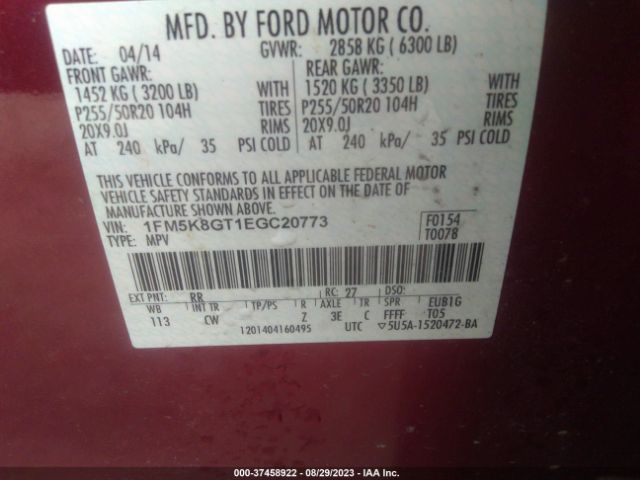 MFD. BY FORD MOTOR CO.
DATE: 04/14 GVWR: 2858 KG ( 6300 LB)
FRONT GAWR: REAR GAWR:
1452 KG ( 3200 LB) WITH 1520 KG ( 3350 LB) WITH
P255/50R20 104H TIRES P255/50R20 104H TIRES
20X9.0J RIMS 20X9.0J RIMS
AT 240 kPa/ 35 PSI COLD AT 240 kPa/ 35 PSI COLD
THIS VEHICLE CONFORMS TO ALL APPLICABLE FEDERAL MOTOR
VEHICLE SAFETY STANDARDS IN EFFECT ON THE DATE OF
MANUFACTURE SHOWN ABOVE.
VIN: 1FM5K8GT1EGC20773 F0154
TYPE: MPV T0078
EXT PNT: RR RC: 27 DSO:
WB INT TR TP/PS R AXLE TR SPR EUB1G
113 CW Z 3E C FFFF T05
1201404160495 UTC ▽5U5A-1520472-BA
000-37458922 - 08/29/2023 - IAA Inc.